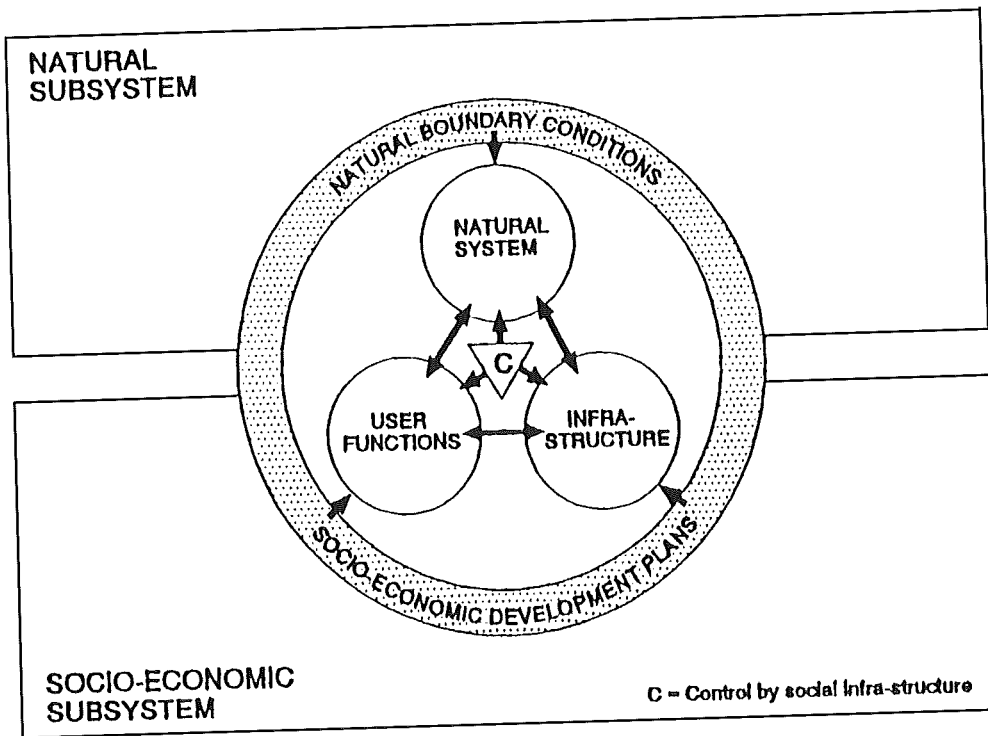 NATURAL
SUBSYSTEM
NATURAL BOUNDARY CONDITIONS
NATURAL
SYSTEM
C
USER
FUNCTIONS
INFRA-
STRUCTURE
SOCIO-ECONOMIC DEVELOPMENT PLANS
SOCIO-ECONOMIC
SUBSYSTEM
C = Control by social infra-structure